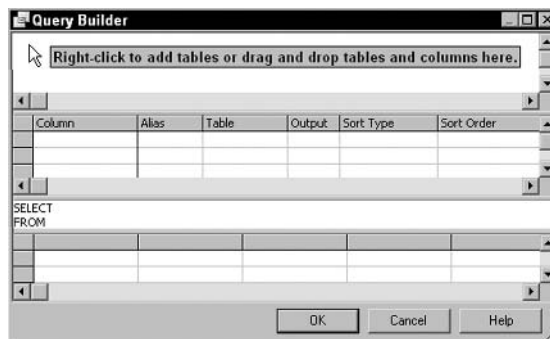 Query Builder
Right-click to add tables or drag and drop tables and columns here.
Column Alias Table Output Sort Type Sort Order
SELECT
FROM
OK Cancel Help